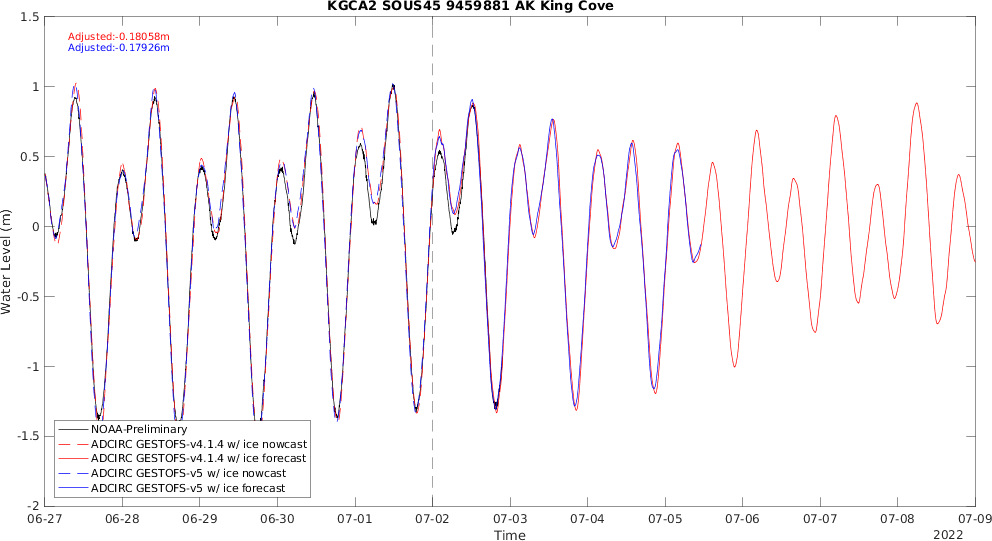 KGCA2 SOUS45 9459881 AK King Cove
Adjusted:-0.18058m
Adjusted:-0.17926m
Water Level (m)
1.5
1
0.5
0
-0.5
-1
-1.5
-2
NOAA-Preliminary
ADCIRC GESTOFS-v4.1.4 w/ ice nowcast
ADCIRC GESTOFS-v4.1.4 w/ ice forecast
ADCIRC GESTOFS-v5 w/ ice nowcast
ADCIRC GESTOFS-v5 w/ ice forecast
06-27 06-28 06-29 06-30 07-01 07-02 07-03 07-04 07-05 07-06 07-07 07-08 07-09
Time
2022